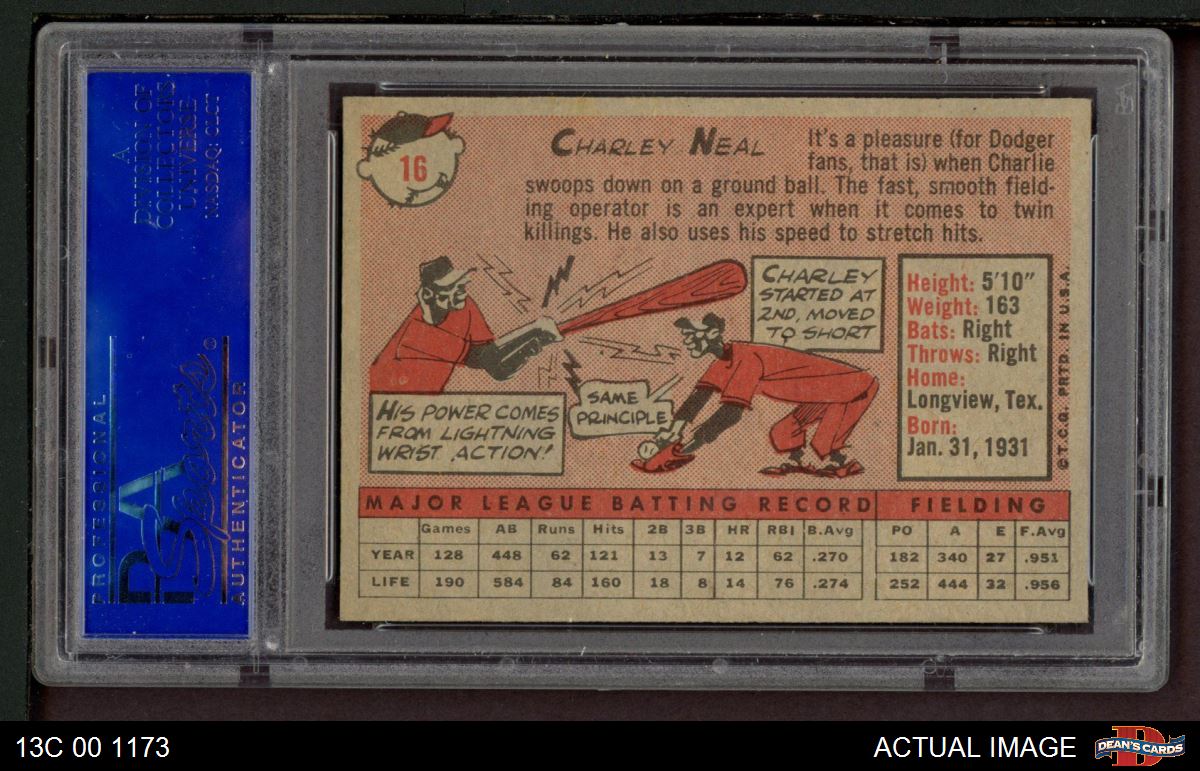 A
DIVISION OF
COLLECTORS
UNIVERSE
NASDAQ: CLCT
PROFESSIONAL
PSA
Sports
AUTHENTICATOR
16
CHARLEY NEAL
It's a pleasure (for Dodger
fans, that is) when Charlie
swoops down on a ground ball. The fast, smooth field-
ing operator is an expert when it comes to twin
killings. He also uses his speed to stretch hits.
CHARLEY
STARTED AT
2ND, MOVED
TO SHORT
HIS POWER COMES
FROM LIGHTNING
WRIST ACTION!
SAME
PRINCIPLE
Height: 5'10"
Weight: 163
Bats: Right
Throws: Right
Home:
Longview, Tex.
Born:
Jan. 31, 1931
©T.C.G. PRTD. IN U.S.A.
MAJOR LEAGUE BATTING RECORD FIELDING
Games AB Runs Hits 2B 3B HR RBI B.Avg PO A E F.Avg
YEAR 128 448 62 121 13 7 12 62 .270 182 340 27 .951
LIFE 190 584 84 160 18 8 14 76 .274 252 444 32 .956
13C 00 1173
ACTUAL IMAGE
D
DEAN'S CARDS